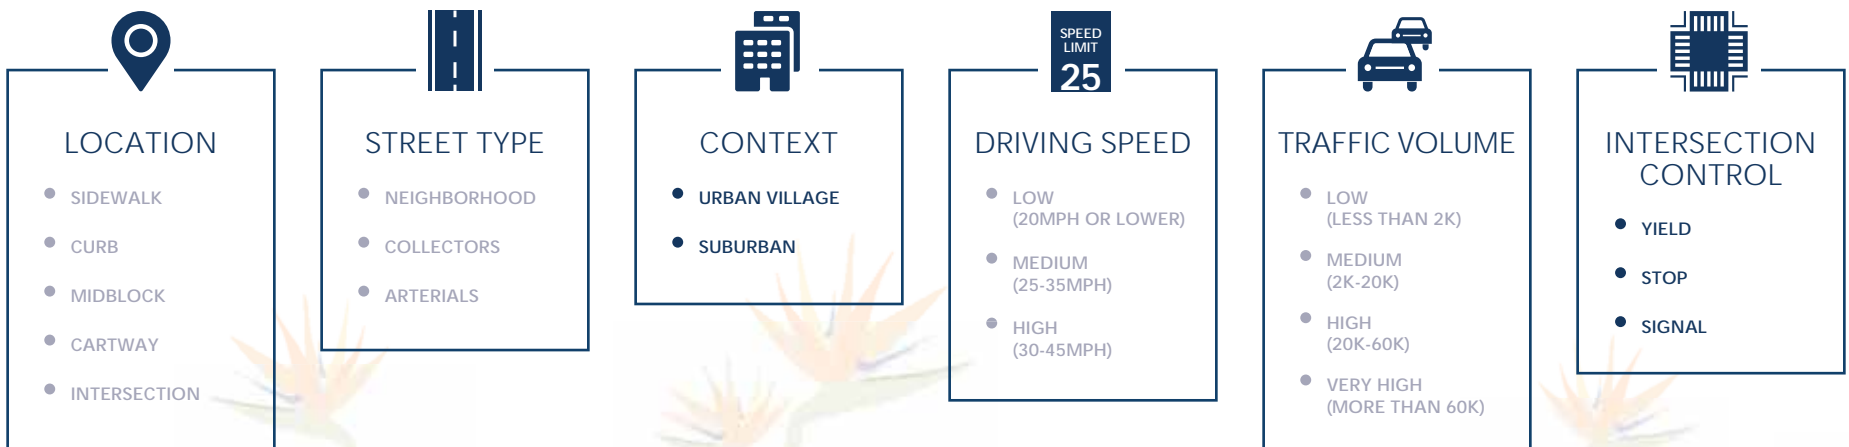 LOCATION
• SIDEWALK
• CURB
• MIDBLOCK
• CARTWAY
• INTERSECTION
STREET TYPE
• NEIGHBORHOOD
• COLLECTORS
• ARTERIALS
CONTEXT
• URBAN VILLAGE
• SUBURBAN
SPEED
LIMIT
25
DRIVING SPEED
• LOW
(20MPH OR LOWER)
• MEDIUM
(25-35MPH)
• HIGH
(30-45MPH)
TRAFFIC VOLUME
• LOW
(LESS THAN 2K)
• MEDIUM
(2K-20K)
• HIGH
(20K-60K)
• VERY HIGH
(MORE THAN 60K)
INTERSECTION
CONTROL
• YIELD
• STOP
• SIGNAL